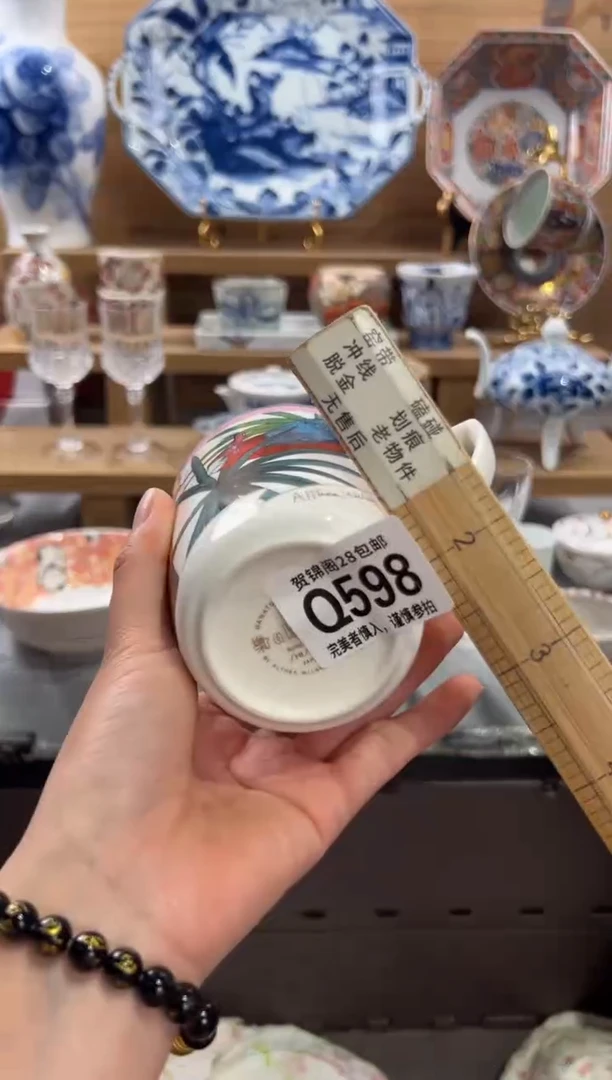 窑带 磕碰
冲线 划痕
脱金 老物件
无售后
2
3
贺锦阁28包邮
Q598
完美者慎入，谨慎参拍